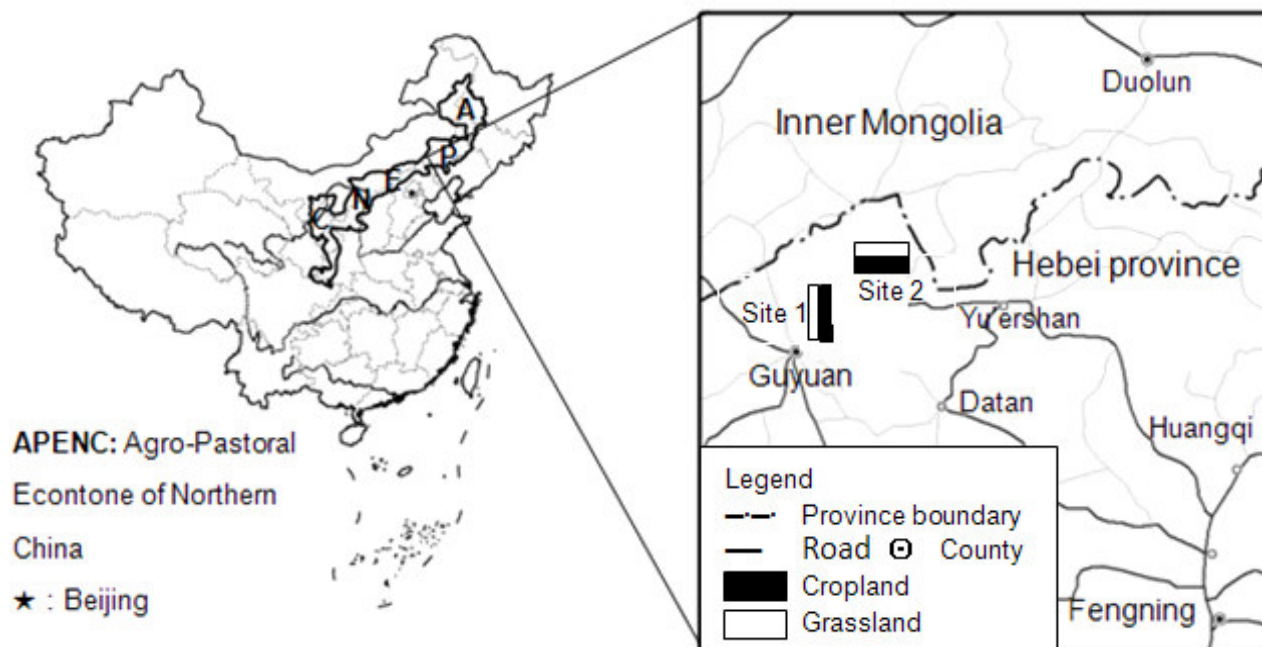 A
P
E
N
C
APENC: Agro-Pastoral
Econtone of Northern
China
★ : Beijing
Duolun
Inner Mongolia
Hebei province
Site 2
Site 1
Yu'ershan
Guyuan
Datan
Huangqi
Fengning
Legend
Province boundary
Road County
Cropland
Grassland